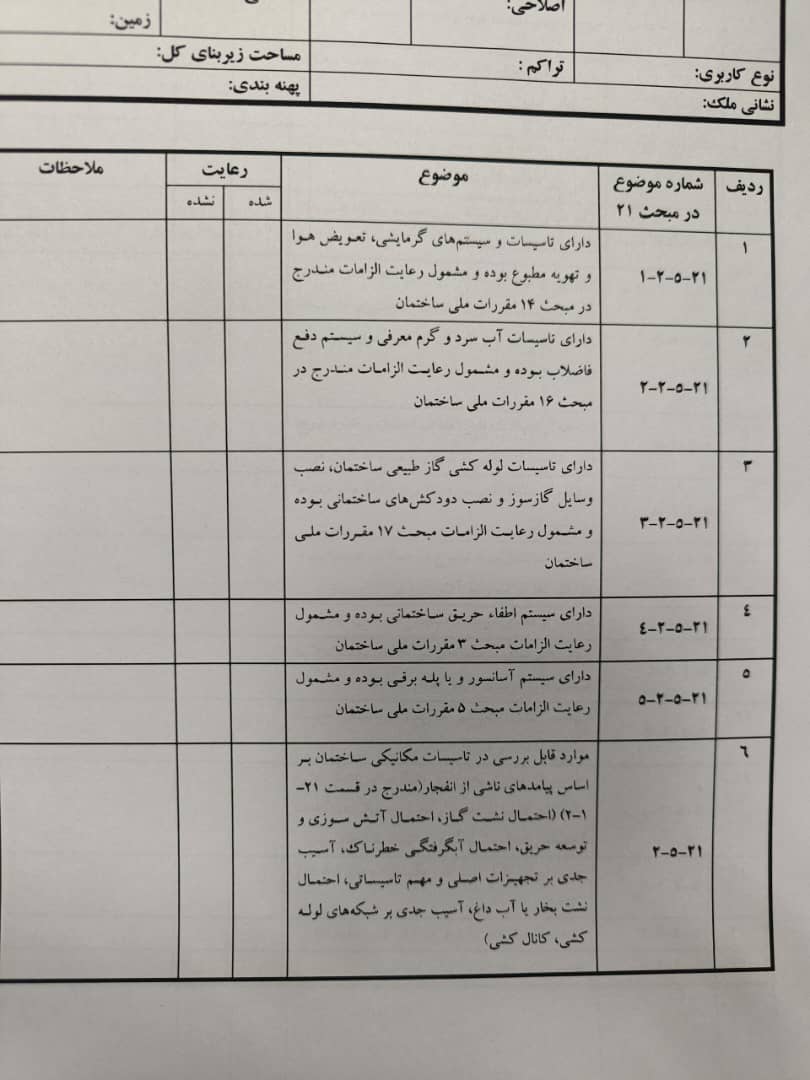 اصلاحی:
زمین:
نوع کاربری:
تراکم :
مساحت زیربنای کل:
نشانی ملک:
پهنه بندی:
ردیف
شماره موضوع
در مبحث ۲۱
موضوع
رعایت
شده
نشده
ملاحظات
۱
۲۱-۵-۲-۱
دارای تاسیسات و سیستم‌های گرمایشی، تعویض هوا
و تهویه مطبوع بوده و مشمول رعایت الزامات مندرج
در مبحث ۱۴ مقررات ملی ساختمان
۲
۲۱-۵-۲-۲
دارای تاسیسات آب سرد و گرم معرفی و سیستم دفع
فاضلاب بوده و مشمول رعایت الزامات مندرج در
مبحث ۱۶ مقررات ملی ساختمان
۳
۲۱-۵-۲-۳
دارای تاسیسات لوله کشی گاز طبیعی ساختمان، نصب
وسایل گازسوز و نصب دودکش‌های ساختمانی بوده
و مشمول رعایت الزامات مبحث ۱۷ مقررات ملی
ساختمان
٤
۲۱-۵-۲-٤
دارای سیستم اطفاء حریق ساختمانی بوده و مشمول
رعایت الزامات مبحث ۳ مقررات ملی ساختمان
۵
۲۱-۵-۲-۵
دارای سیستم آسانسور و یا پله برقی بوده و مشمول
رعایت الزامات مبحث ۵ مقررات ملی ساختمان
٦
۲۱-۵-۲
موارد قابل بررسی در تاسیسات مکانیکی ساختمان بر
اساس پیامدهای ناشی از انفجار(مندرج در قسمت ۲۱-
۱-۲) (احتمال نشت گاز، احتمال آتش سوزی و
توسعه حریق، احتمال آبگرفتگی خطرناک، آسیب
جدی بر تجهیزات اصلی و مهم تاسیساتی، احتمال
نشت بخار یا آب داغ، آسیب جدی بر شبکه‌های لوله
کشی، کانال کشی)